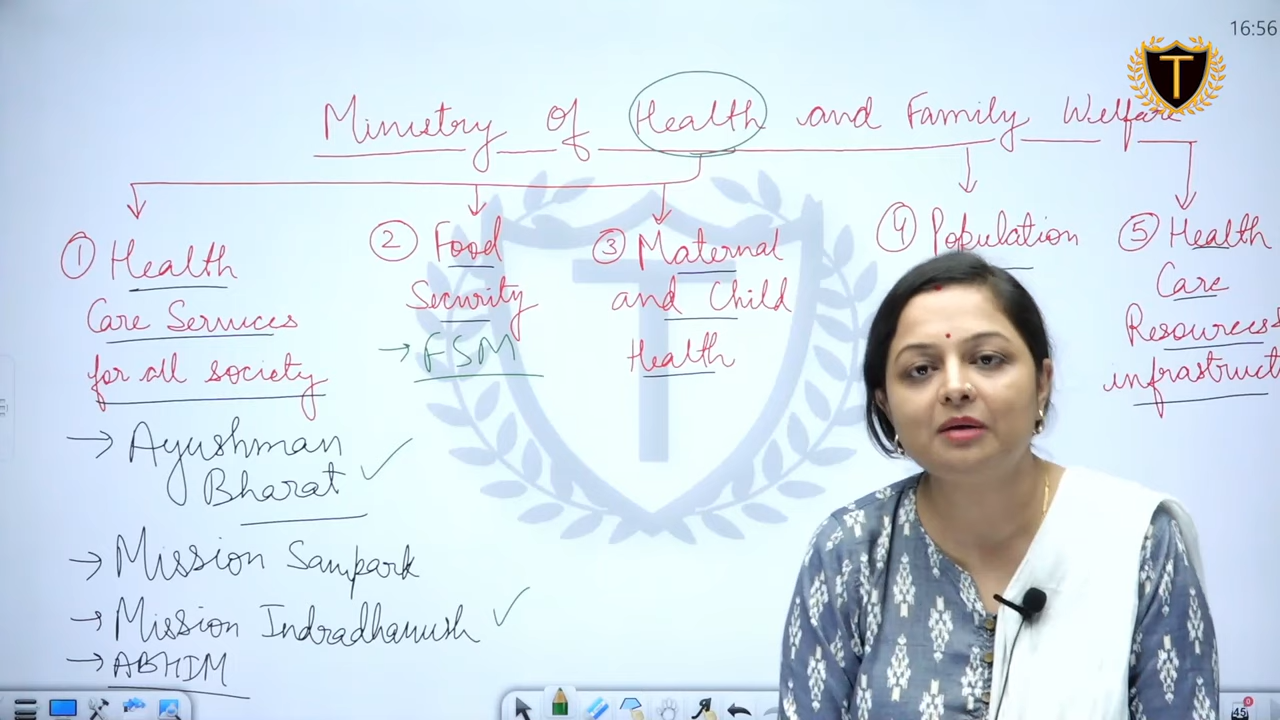 16:56
T
Ministry of Health and Family Welfare
① Health
Care Services
for all society
→ Ayushman
Bharat ✓
→ Mission Sampark
→ Mission Indradhanush ✓
→ ABHIM
② Food
Security
→ FSM
③ Maternal
and Child
Health
④ Population
⑤ Health
Care
Resources
infrastruct
T
45